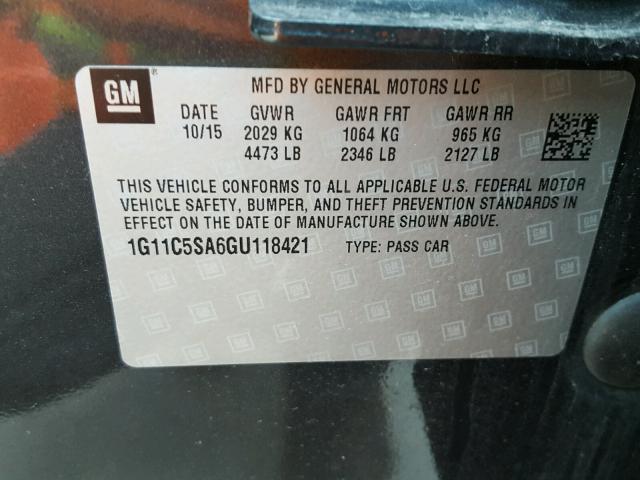 GM ® MFD BY GENERAL MOTORS LLC
DATE GVWR GAWR FRT GAWR RR
10/15 2029 KG 1064 KG 965 KG
4473 LB 2346 LB 2127 LB
THIS VEHICLE CONFORMS TO ALL APPLICABLE U.S. FEDERAL MOTOR
VEHICLE SAFETY, BUMPER, AND THEFT PREVENTION STANDARDS IN
EFFECT ON THE DATE OF MANUFACTURE SHOWN ABOVE.
1G11C5SA6GU118421 TYPE: PASS CAR